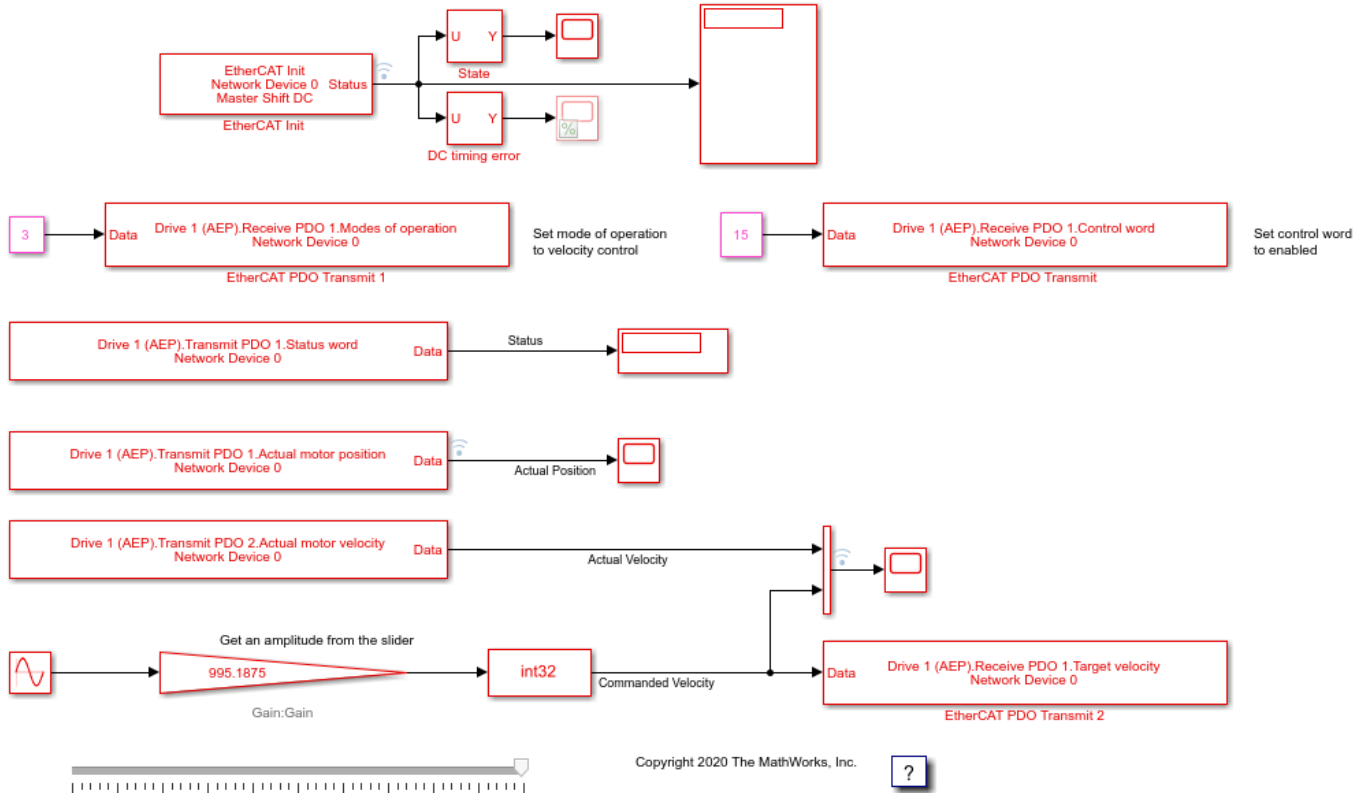 EtherCAT Init
Network Device 0 Status
Master Shift DC
EtherCAT Init
U Y
State
U Y
%
DC timing error
3
Data Drive 1 (AEP).Receive PDO 1.Modes of operation
Network Device 0
EtherCAT PDO Transmit 1
Set mode of operation
to velocity control
15
Data Drive 1 (AEP).Receive PDO 1.Control word
Network Device 0
EtherCAT PDO Transmit
Set control word
to enabled
Drive 1 (AEP).Transmit PDO 1.Status word
Network Device 0
Data
Status
Drive 1 (AEP).Transmit PDO 1.Actual motor position
Network Device 0
Data
Actual Position
Drive 1 (AEP).Transmit PDO 2.Actual motor velocity
Network Device 0
Data
Actual Velocity
Get an amplitude from the slider
995.1875
Gain:Gain
int32
Commanded Velocity
Data Drive 1 (AEP).Receive PDO 1.Target velocity
Network Device 0
EtherCAT PDO Transmit 2
Copyright 2020 The MathWorks, Inc.
?